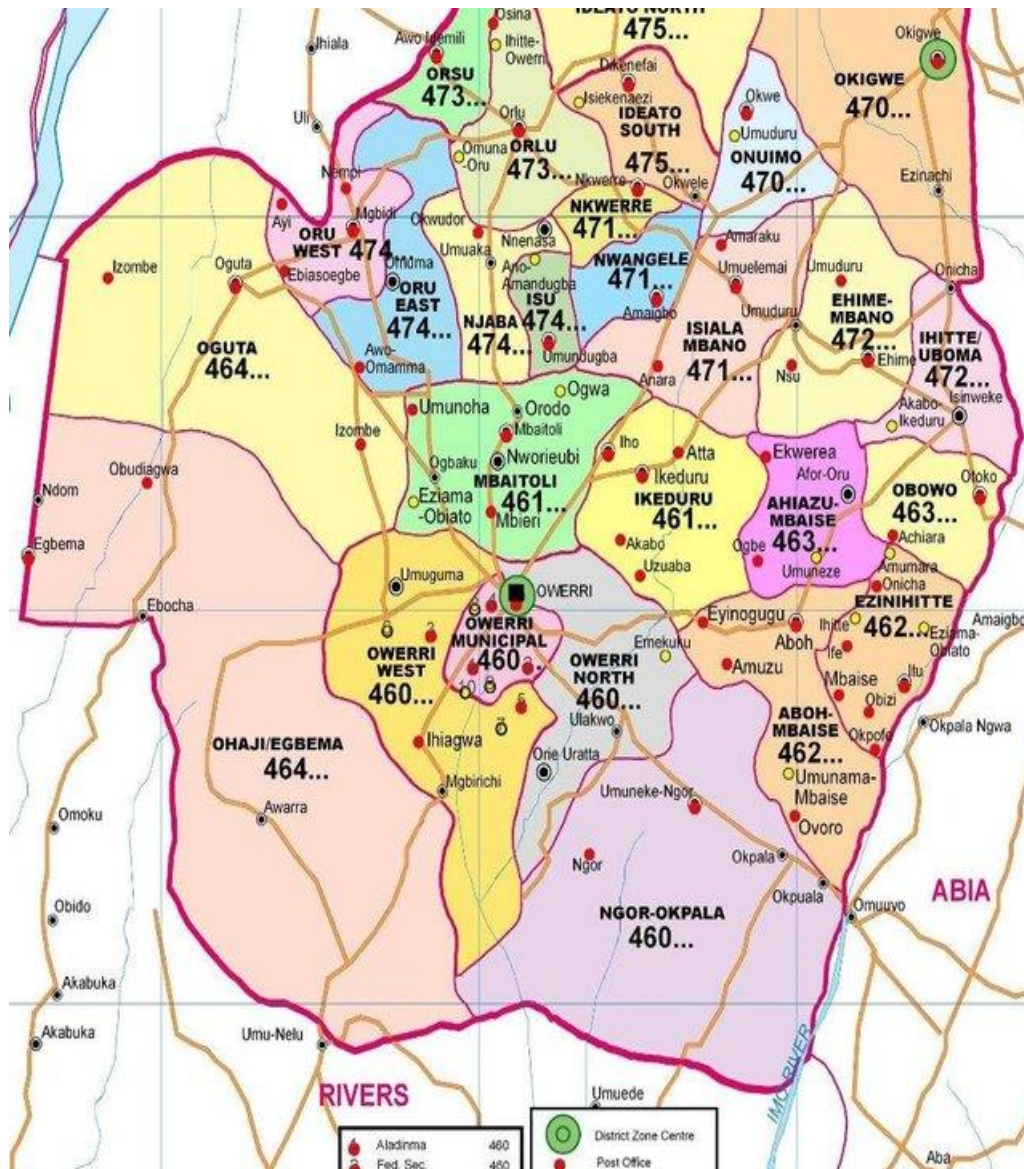 Osina
IDEATO NORTH
475...
Okigwe
Ihiala
Ihitte-
Owerri
ORSU
473...
Dikenefai
OKIGWE
470...
Isiekenaezi
IDEATO
SOUTH
475...
Okwe
Uli
Orlu
Umuduru
ONUIMO
470...
Omuna
-Oru
ORLU
473...
Nempi
Nkwerre
Okwele
Ezinachi
NKWERRE
471...
Ayi
Mgbidi
Okwudor
ORU
WEST
474...
Umuaka
Nnenasa
Amaraku
Izombe
Oguta
Ebiasoegbe
Omuma
Ano-
Amandugba
NWANGELE
471...
Umuelemai
Umuduru
Onicha
ORU
EAST
474...
ISU
474...
Amaigbo
Umuduru
EHIME-
MBANO
472...
NJABA
474...
ISIALA
MBANO
471...
IHITTE/
UBOMA
472...
OGUTA
464...
Umundugba
Awo-
Omamma
Anara
Nsu
Ehime
Ogwa
Akabo-
Ikeduru
Isinweke
Umunoha
Orodo
Izombe
Mbaitoli
Iho
Atta
Ekwerea
Obudiagwa
Ogbaku
Nworieubi
Ikeduru
Afor-Oru
Otoko
Ndom
MBAITOLI
461...
IKEDURU
461...
AHIAZU-
MBAISE
463...
OBOWO
463...
Eziama
-Obiato
Mbieri
Egbema
Akabo
Ogbe
Achiara
Uzuaba
Umuneze
Amumara
Umuguma
OWERRI
Onicha
Ebocha
EZINIHITTE
462...
OWERRI
MUNICIPAL
460...
Eyinogugu
Aboh
Ihitte
Eziama-
Obiato
Amaigbo
OWERRI
WEST
460...
Emekuku
OWERRI
NORTH
460...
Ife
Amuzu
Mbaise
Itu
Obizi
10
9
5
7
Ulakwo
ABOH-
MBAISE
462...
Okpala Ngwa
OHAJI/EGBEMA
464...
Ihiagwa
Okpofe
Orie Uratta
Mgbirichi
Umunama-
Mbaise
Umuneke-Ngor
Awarra
Omoku
Ovoro
Ngor
Okpala
Okpuala
ABIA
NGOR-OKPALA
460...
Obido
Omuuvo
Akabuka
Akabuka
Umu-Nelu
IMO RIVER
RIVERS
Umuede
Aladinma 460
District Zone Centre
Fed. Sec. 460
Post Office
Aba